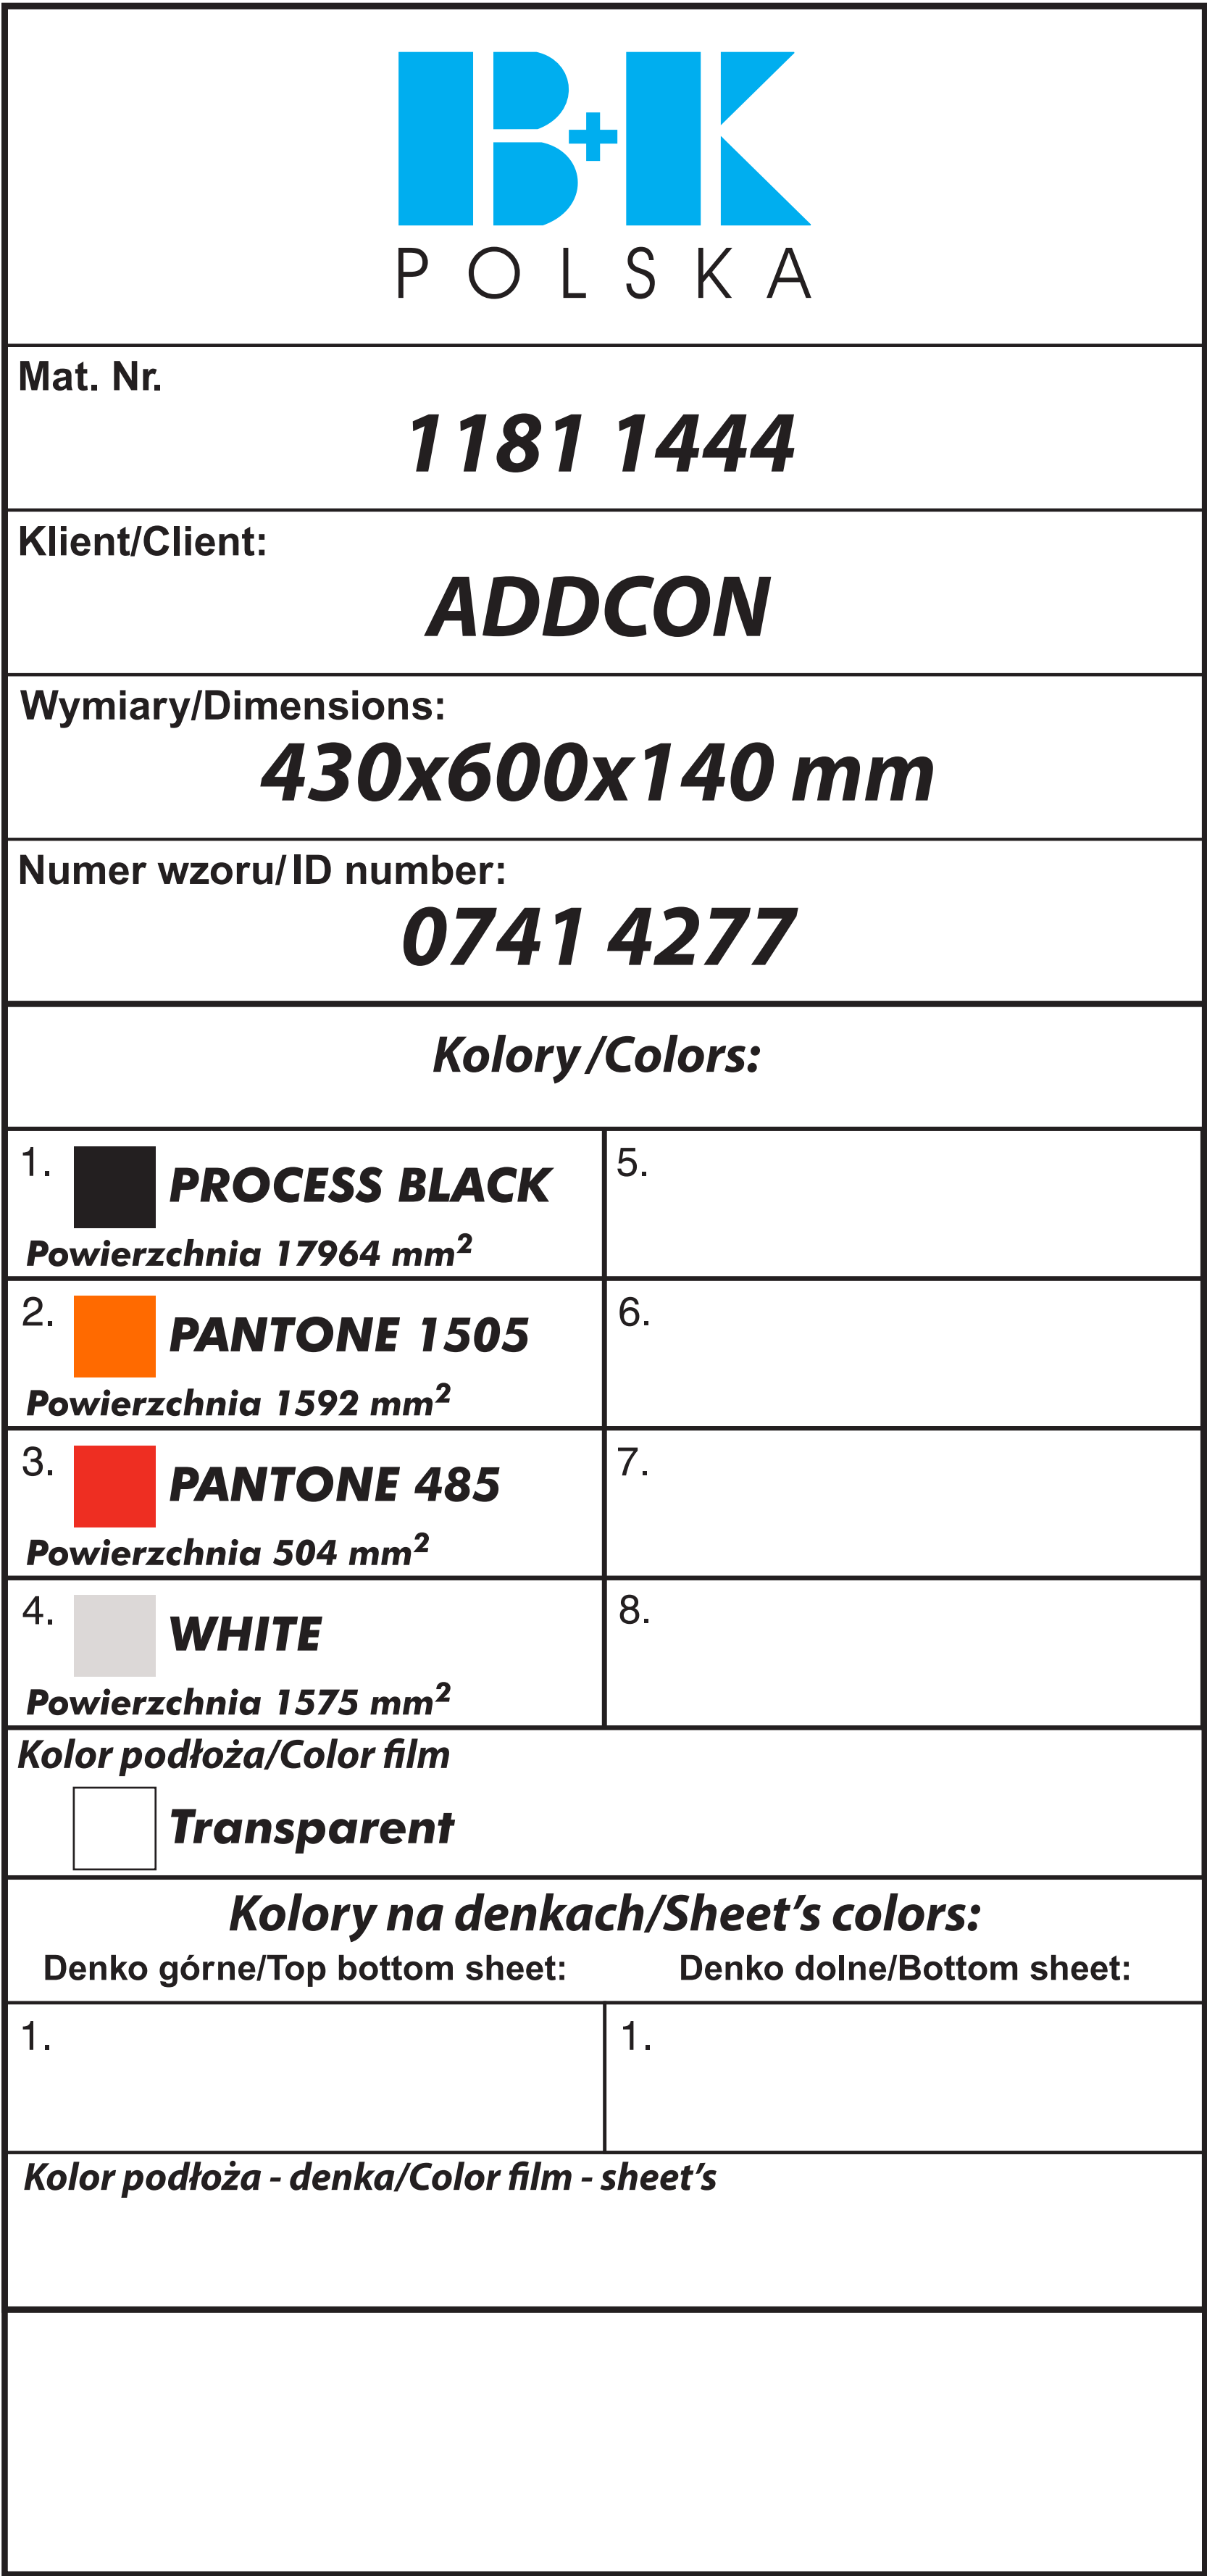 B+K
POLSKA
Mat. Nr.
1181 1444
Klient/Client:
ADDCON
Wymiary/Dimensions:
430x600x140 mm
Numer wzoru/ID number:
0741 4277
Kolory/Colors:
1. PROCESS BLACK
Powierzchnia 17964 mm²
5.
2. PANTONE 1505
Powierzchnia 1592 mm²
6.
3. PANTONE 485
Powierzchnia 504 mm²
7.
4. WHITE
Powierzchnia 1575 mm²
8.
Kolor podłoża/Color film
Transparent
Kolory na denkach/Sheet's colors:
Denko górne/Top bottom sheet: Denko dolne/Bottom sheet:
1. 1.
Kolor podłoża - denka/Color film - sheet's